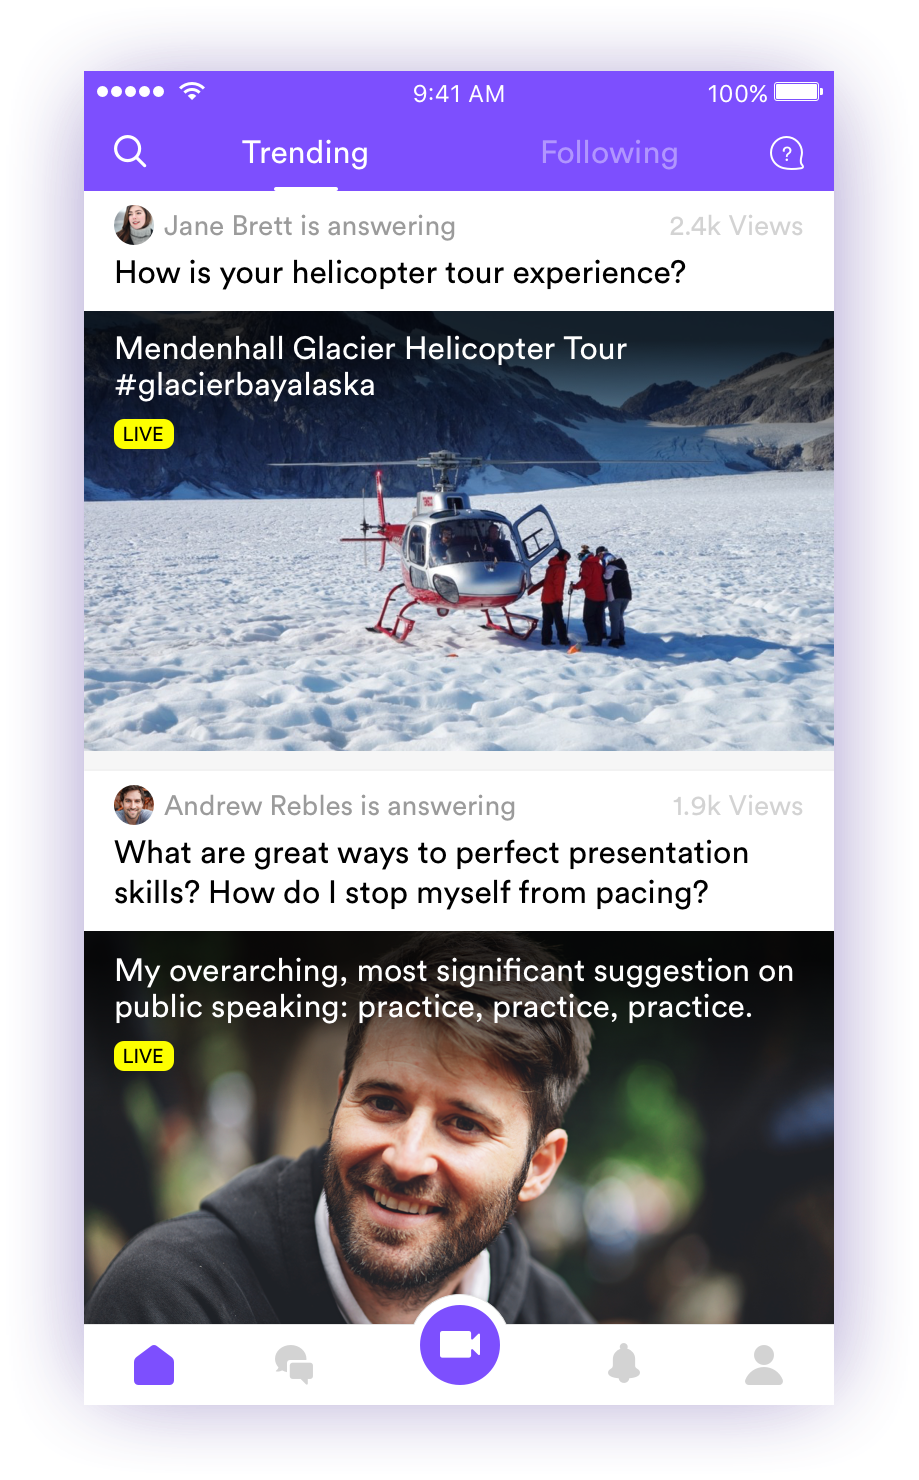 9:41 AM 100%
Trending Following ?
Jane Brett is answering 2.4k Views
How is your helicopter tour experience?
Mendenhall Glacier Helicopter Tour
#glacierbayalaska
LIVE
Andrew Rebles is answering 1.9k Views
What are great ways to perfect presentation
skills? How do I stop myself from pacing?
My overarching, most significant suggestion on
public speaking: practice, practice, practice.
LIVE